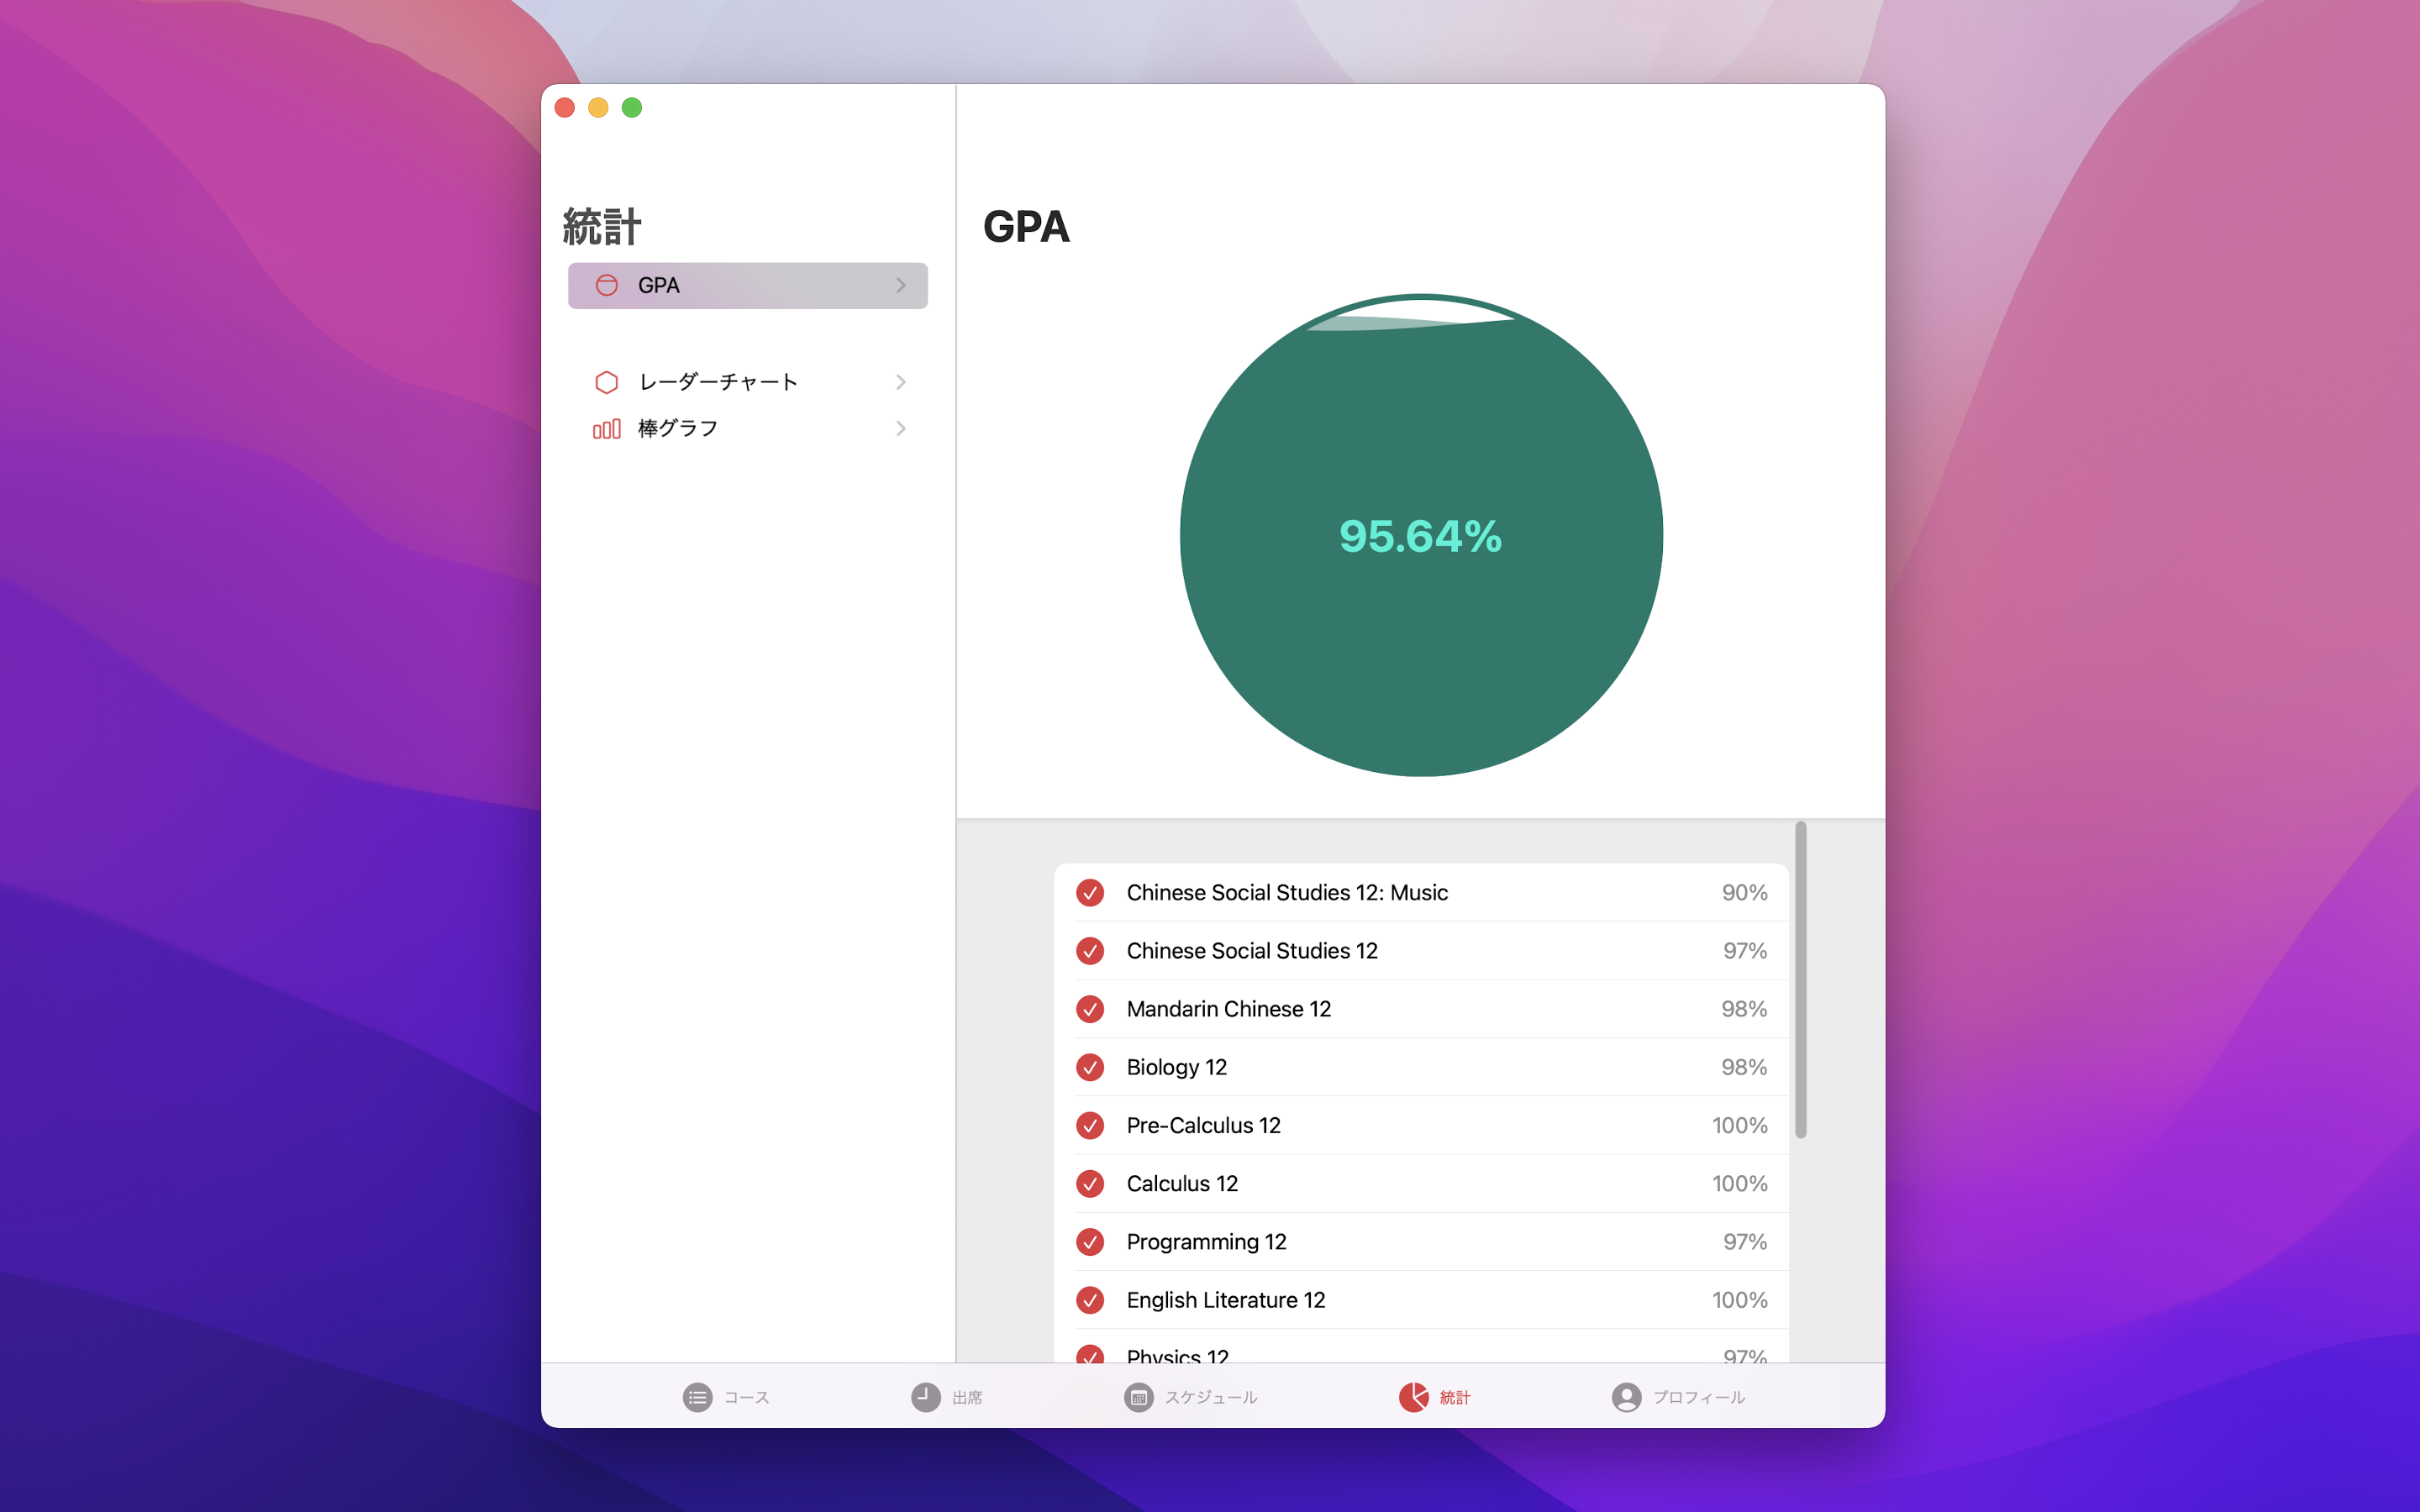 統計
GPA
レーダーチャート
棒グラフ
GPA
95.64%
Chinese Social Studies 12: Music 90%
Chinese Social Studies 12 97%
Mandarin Chinese 12 98%
Biology 12 98%
Pre-Calculus 12 100%
Calculus 12 100%
Programming 12 97%
English Literature 12 100%
Physics 12 97%
コース 出席 スケジュール 統計 プロフィール